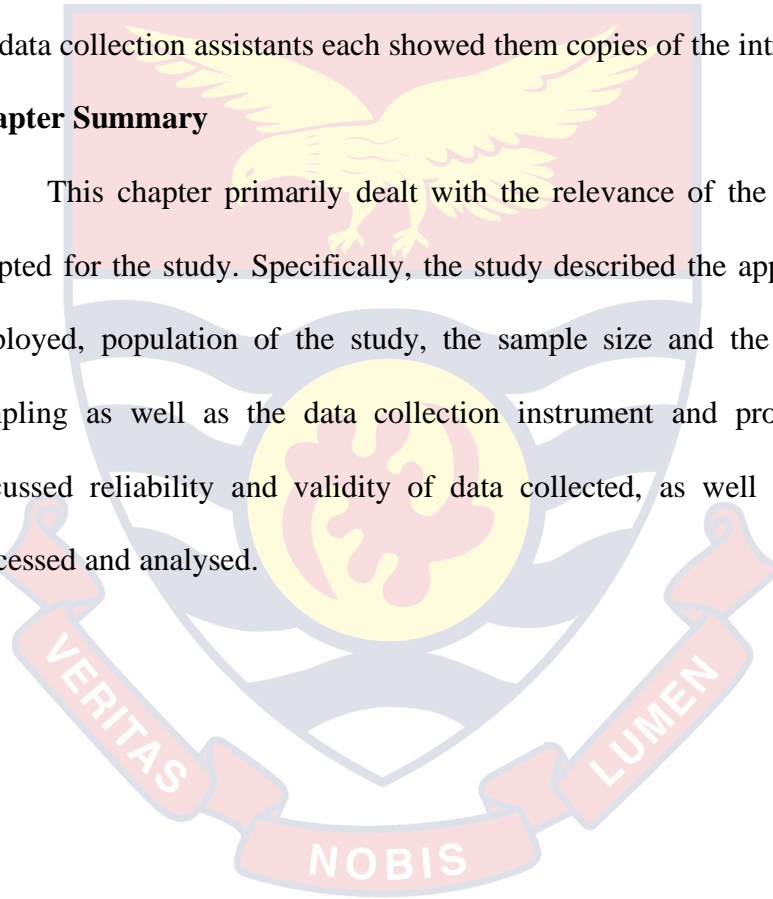 data collection assistants each showed them copies of the int
apter Summary
This chapter primarily dealt with the relevance of the
pted for the study. Specifically, the study described the app
ployed, population of the study, the sample size and the
pling as well as the data collection instrument and pro
cussed reliability and validity of data collected, as well
cessed and analysed.
VERITAS
NOBIS
LUMEN